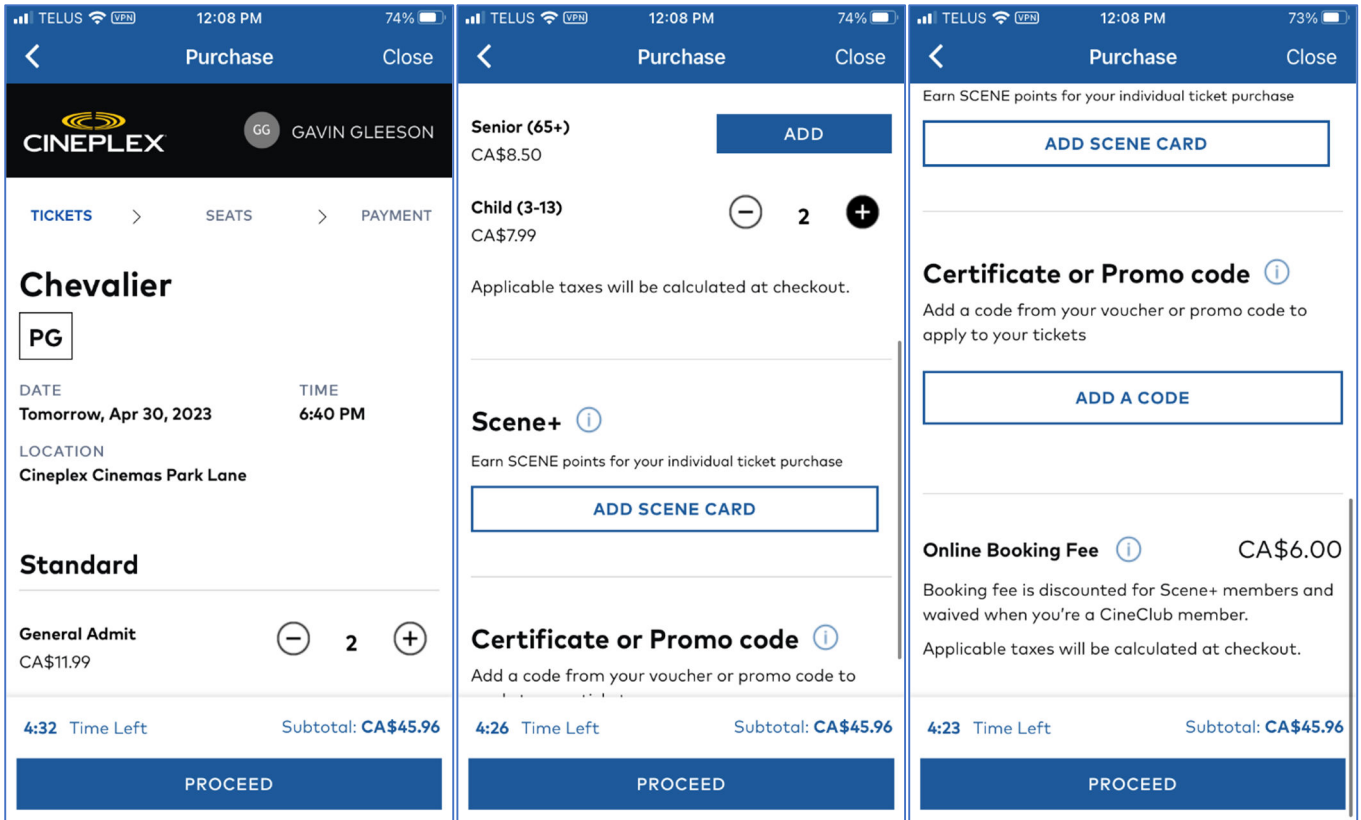 TELUS VPN 12:08 PM 74%
Purchase Close
CINEPLEX GG GAVIN GLEESON
TICKETS > SEATS > PAYMENT
Chevalier
PG
DATE TIME
Tomorrow, Apr 30, 2023 6:40 PM
LOCATION
Cineplex Cinemas Park Lane
Standard
General Admit 2
CA$11.99
4:32 Time Left Subtotal: CA$45.96
PROCEED
TELUS VPN 12:08 PM 74%
Purchase Close
Senior (65+) ADD
CA$8.50
Child (3-13) 2
CA$7.99
Applicable taxes will be calculated at checkout.
Scene+
Earn SCENE points for your individual ticket purchase
ADD SCENE CARD
Certificate or Promo code
Add a code from your voucher or promo code to
4:26 Time Left Subtotal: CA$45.96
PROCEED
TELUS VPN 12:08 PM 73%
Purchase Close
Earn SCENE points for your individual ticket purchase
ADD SCENE CARD
Certificate or Promo code
Add a code from your voucher or promo code to
apply to your tickets
ADD A CODE
Online Booking Fee CA$6.00
Booking fee is discounted for Scene+ members and
waived when you're a CineClub member.
Applicable taxes will be calculated at checkout.
4:23 Time Left Subtotal: CA$45.96
PROCEED